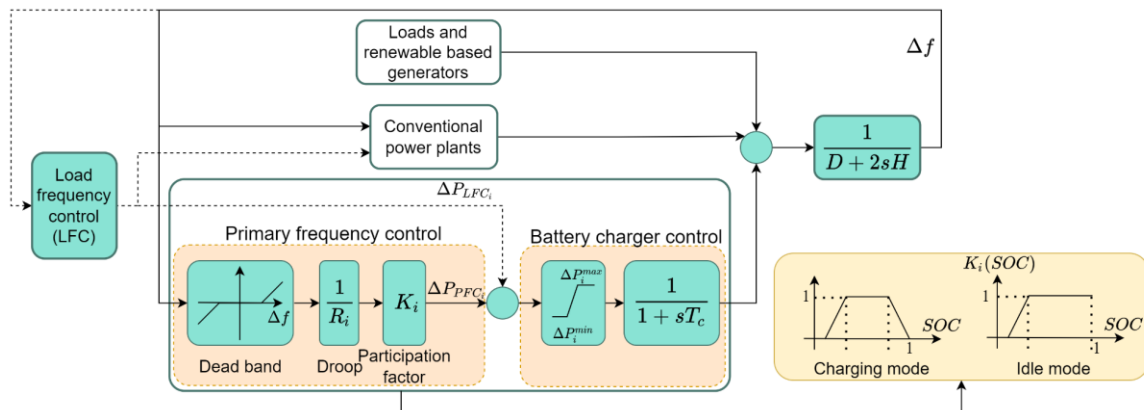 Loads and
renewable based
generators
Δf
Conventional
power plants
1
D + 2sH
Load
frequency
control
(LFC)
ΔP_{LFC_i}
Primary frequency control
Battery charger control
Δf
1
R_i
K_i
ΔP_{PFC_i}
ΔP_i^{max}
ΔP_i^{min}
1
1 + sT_c
Dead band
Droop
Participation
factor
K_i(SOC)
1
SOC
1
Charging mode
1
SOC
1
Idle mode